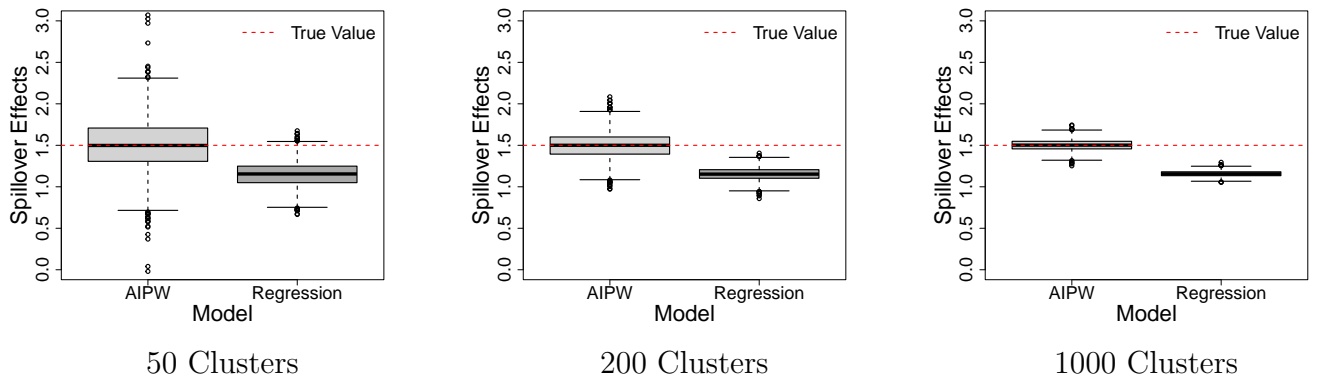 3.0
2.5
2.0
1.5
1.0
0.5
0.0
Spillover Effects
True Value
AIPW
Regression
Model
50 Clusters
3.0
2.5
2.0
1.5
1.0
0.5
0.0
Spillover Effects
True Value
AIPW
Regression
Model
200 Clusters
3.0
2.5
2.0
1.5
1.0
0.5
0.0
Spillover Effects
True Value
AIPW
Regression
Model
1000 Clusters